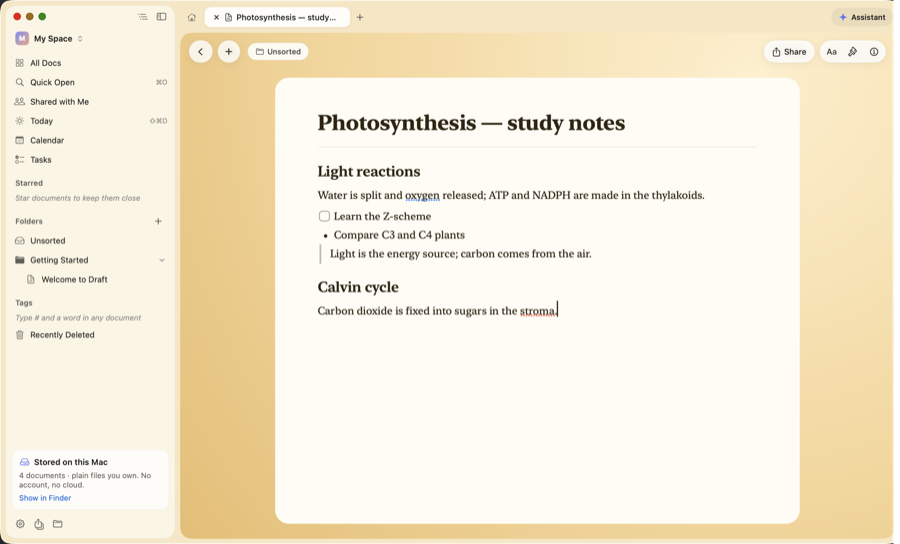 M My Space
All Docs
Quick Open ⌘O
Shared with Me
Today ⇧⌘D
Calendar
Tasks
Starred
Star documents to keep them close
Folders
Unsorted
Getting Started
Welcome to Draft
Tags
Type # and a word in any document
Recently Deleted
Stored on this Mac
4 documents · plain files you own. No
account, no cloud.
Show in Finder
Photosynthesis — study...
Assistant
Unsorted
Share
Aa
Photosynthesis — study notes
Light reactions
Water is split and oxygen released; ATP and NADPH are made in the thylakoids.
Learn the Z-scheme
• Compare C3 and C4 plants
Light is the energy source; carbon comes from the air.
Calvin cycle
Carbon dioxide is fixed into sugars in the stroma.